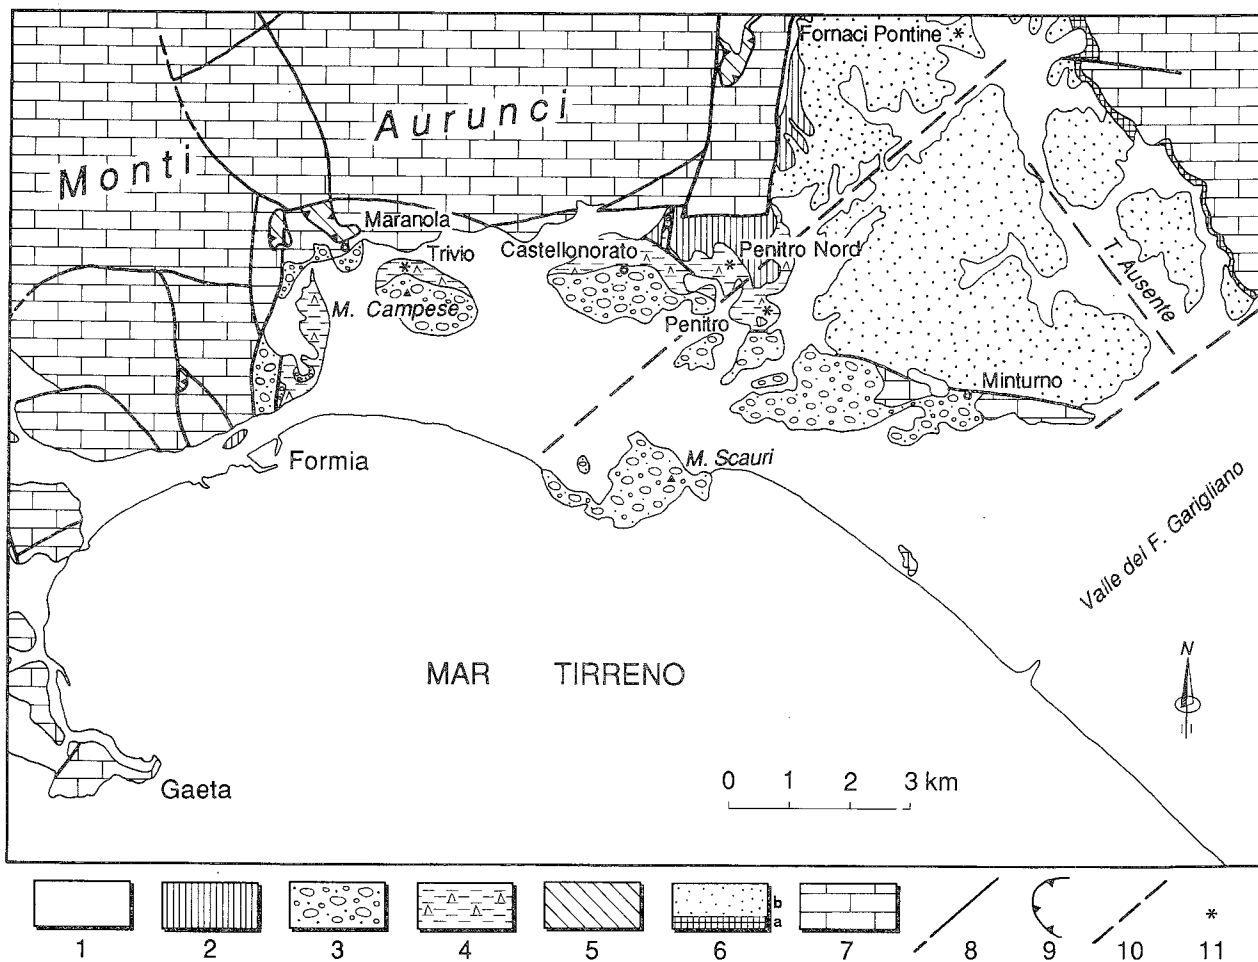 Fornaci Pontine *
Aurunci
Monti
Maranola
Trivio
Castellonorato
Penitro Nord
M. Campese
Penitro
T. Ausente
Minturno
Formia
M. Scauri
Valle del F. Garigliano
MAR TIRRENO
N
Gaeta
0 1 2 3 km
b
a
1 2 3 4 5 6 7 8 9 10 11